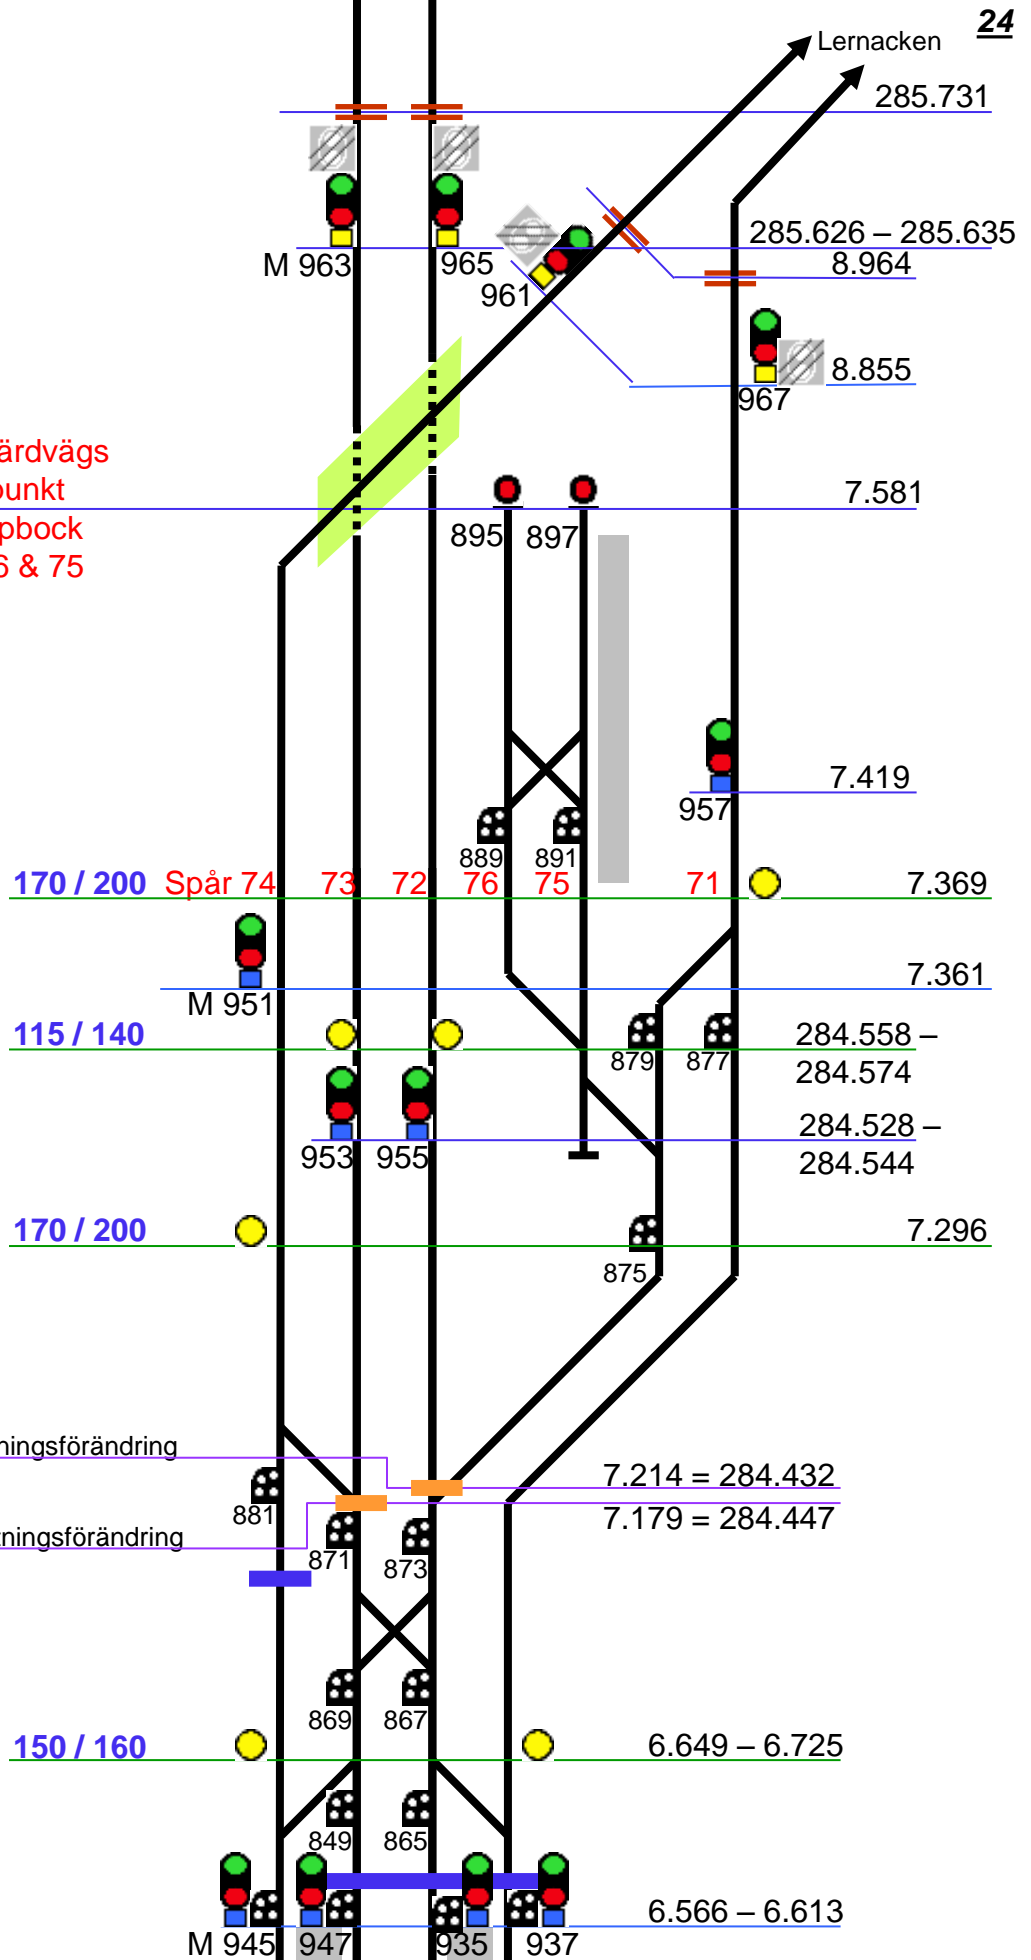 24
Lernacken
285.731
285.626 – 285.635
M 963
965
8.964
961
8.855
967
ärdvägs
punkt
7.581
895
897
pbock
6 & 75
7.419
957
889
891
170 / 200
Spår 74
73
72
76
75
71
7.369
7.361
M 951
115 / 140
284.558 –
879
877
284.574
284.528 –
953
955
284.544
170 / 200
7.296
875
ningsförändring
7.214 = 284.432
881
7.179 = 284.447
ningsförändring
871
873
869
867
150 / 160
6.649 – 6.725
849
865
6.566 – 6.613
M 945
947
935
937